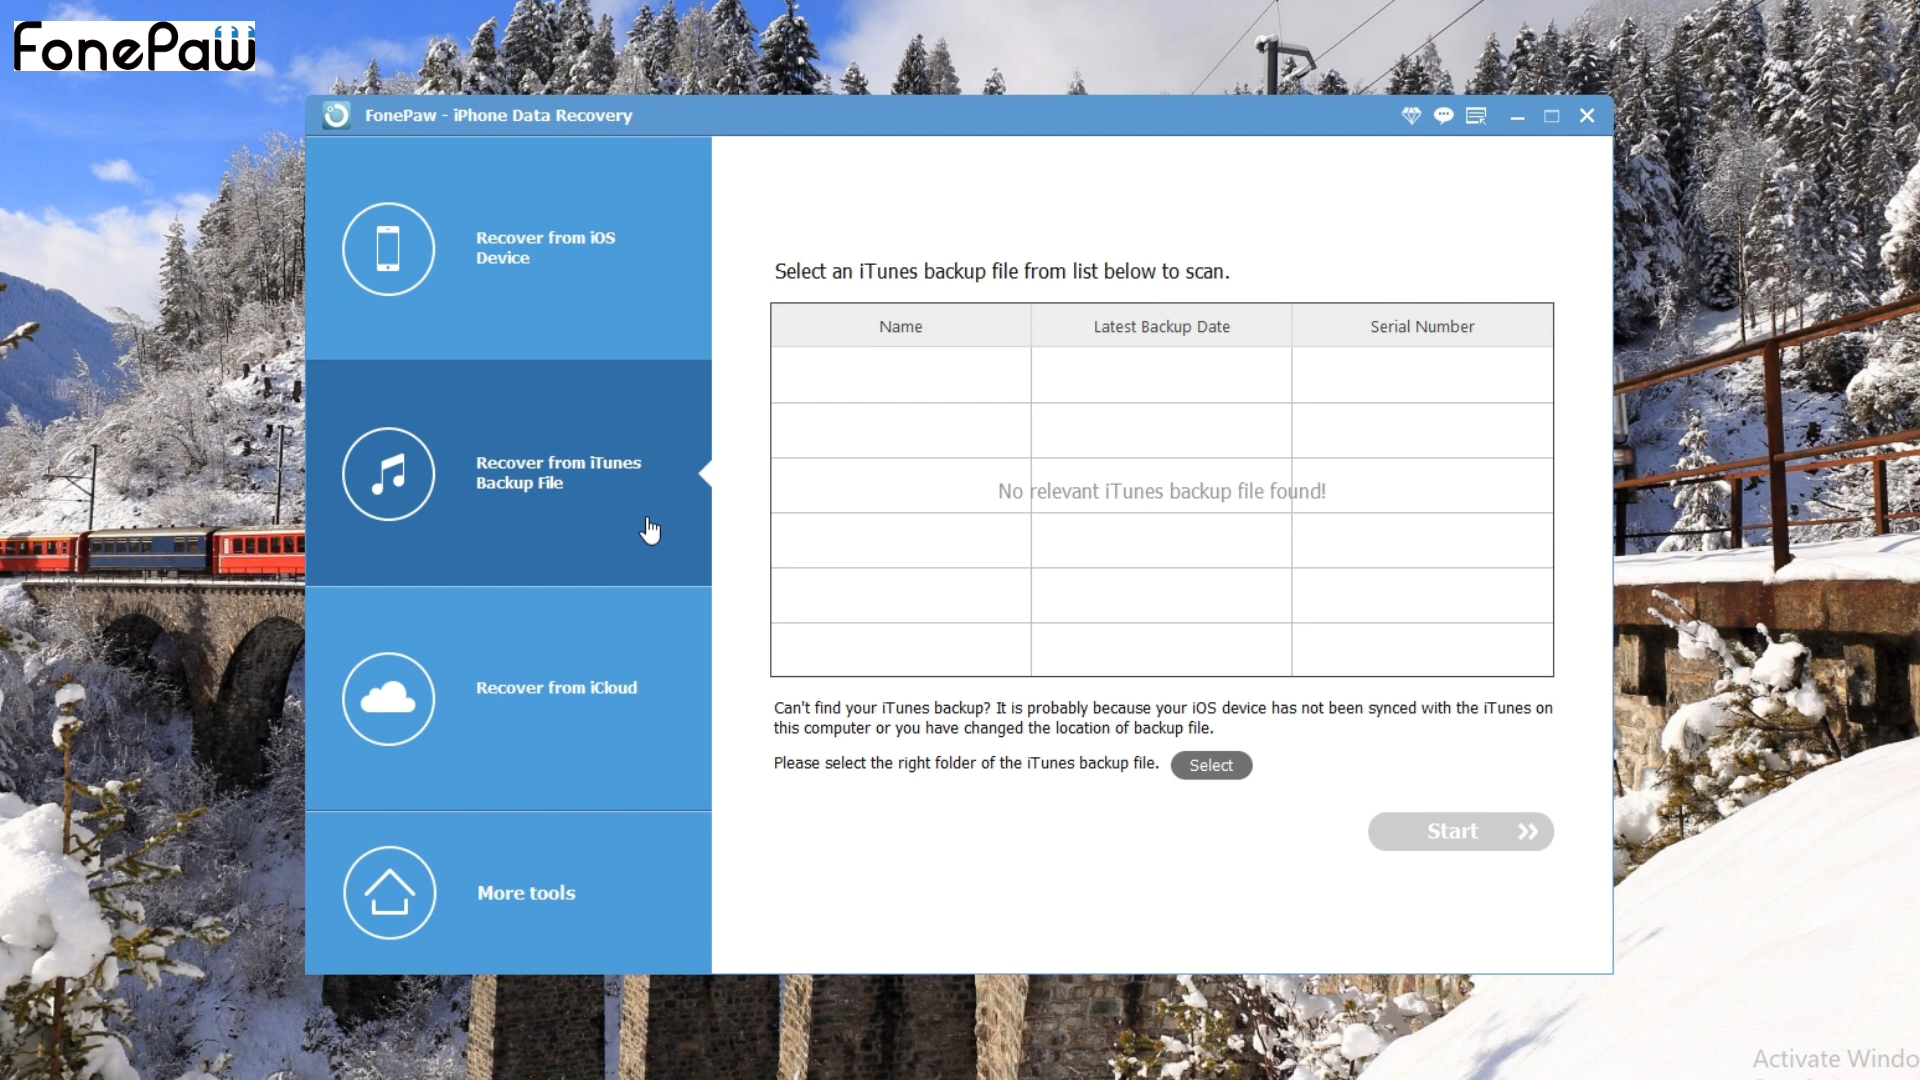 FonePaw
FonePaw - iPhone Data Recovery
Recover from iOS
Device
Recover from iTunes
Backup File
Recover from iCloud
More tools
Select an iTunes backup file from list below to scan.
Name
Latest Backup Date
Serial Number
No relevant iTunes backup file found!
Can't find your iTunes backup? It is probably because your iOS device has not been synced with the iTunes on
this computer or you have changed the location of backup file.
Please select the right folder of the iTunes backup file.
Select
Start
Activate Windo